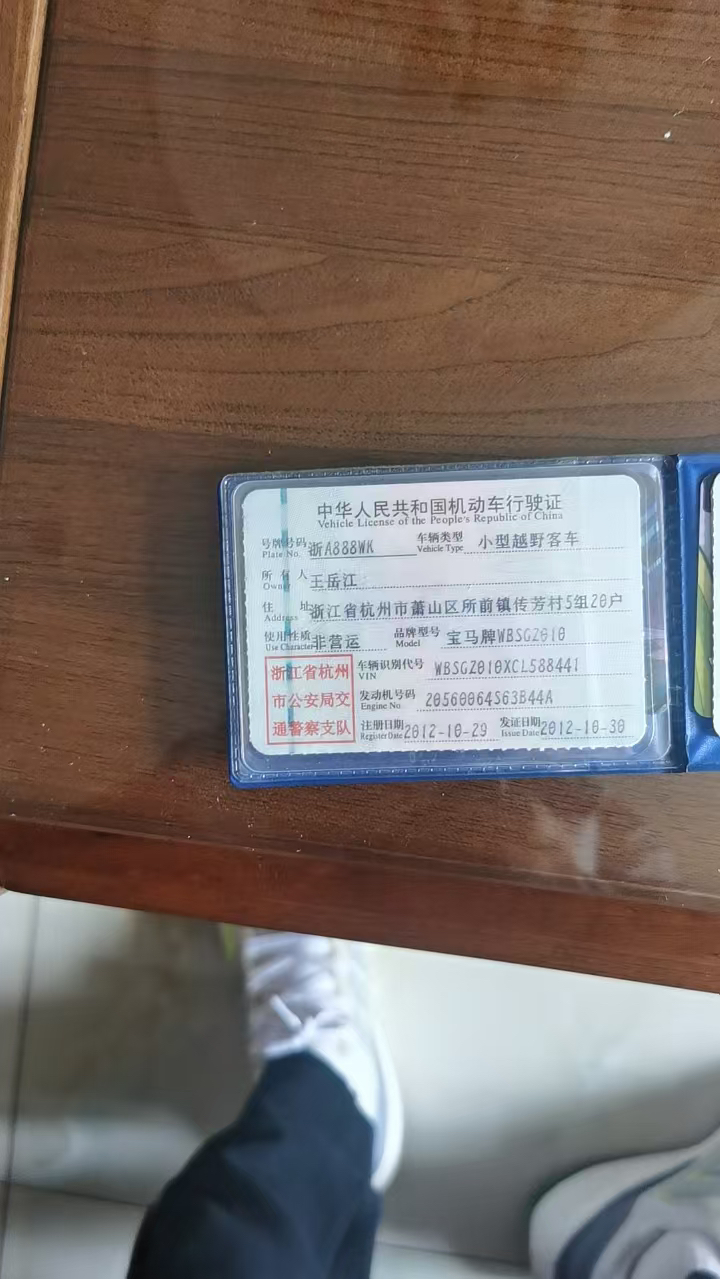 中华人民共和国机动车行驶证
Vehicle License of the People's Republic of China
号牌号码 浙A888WK 车辆类型 小型越野客车
Plate No. Vehicle Type
所有人 王岳江
Owner
住址 浙江省杭州市萧山区所前镇传芳村5组20户
Address
使用性质 非营运 品牌型号 宝马牌WBSGZ010
Use Character Model
浙江省杭州
市公安局交
通警察支队
车辆识别代号 WBSGZ010XCL588441
VIN
发动机号码 20560064S63B44A
Engine No.
注册日期 2012-10-29 发证日期 2012-10-30
Register Date Issue Date